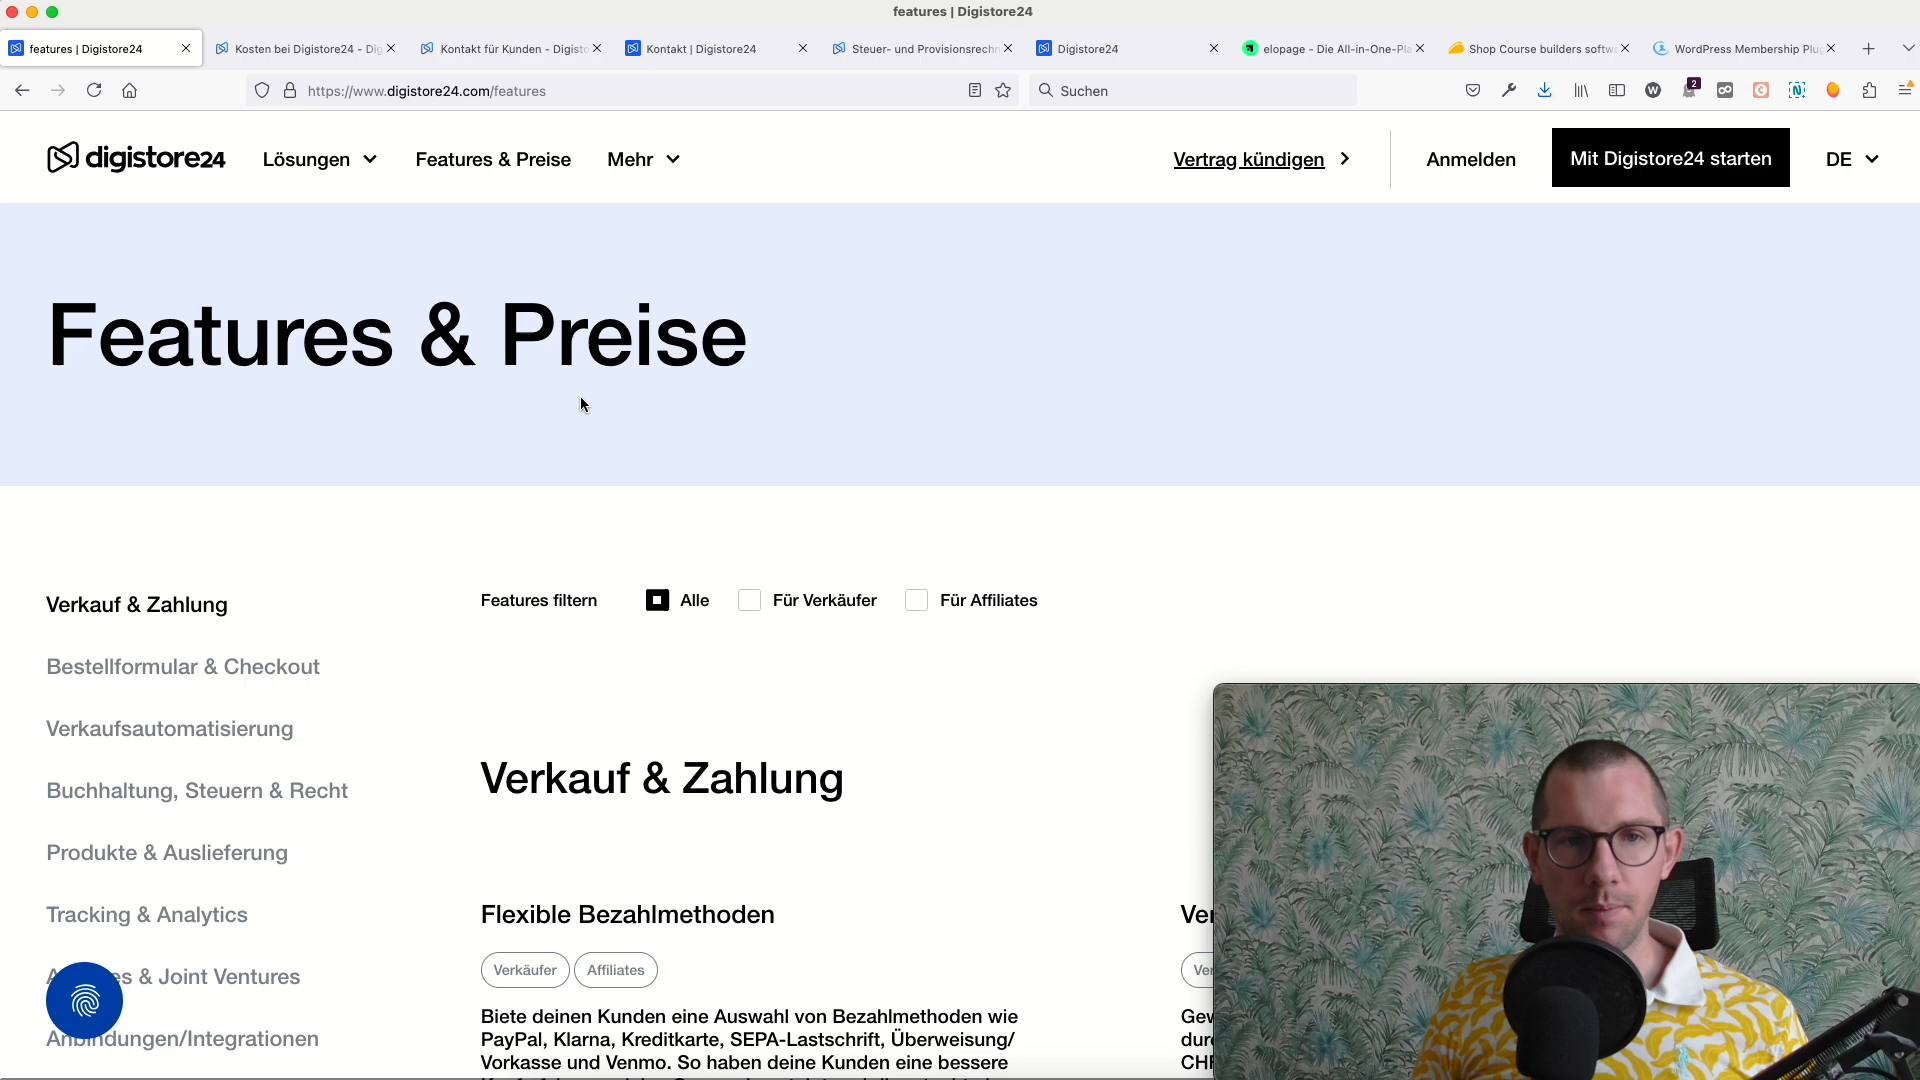 features | Digistore24
features | Digistore24
Kosten bei Digistore24 - Dig
Kontakt für Kunden - Digisto
Kontakt | Digistore24
Steuer- und Provisionsrechn
Digistore24
elopage - Die All-in-One-Pla
Shop Course builders softwa
WordPress Membership Plug
https://www.digistore24.com/features
Suchen
2
digistore24
Lösungen
Features & Preise
Mehr
Vertrag kündigen
Anmelden
Mit Digistore24 starten
DE
Features & Preise
Verkauf & Zahlung
Bestellformular & Checkout
Verkaufsautomatisierung
Buchhaltung, Steuern & Recht
Produkte & Auslieferung
Tracking & Analytics
& Joint Ventures
Anbindungen/Integrationen
Features filtern
Alle
Für Verkäufer
Für Affiliates
Verkauf & Zahlung
Flexible Bezahlmethoden
Verkäufer
Affiliates
Biete deinen Kunden eine Auswahl von Bezahlmethoden wie
PayPal, Klarna, Kreditkarte, SEPA-Lastschrift, Überweisung/
Vorkasse und Venmo. So haben deine Kunden eine bessere